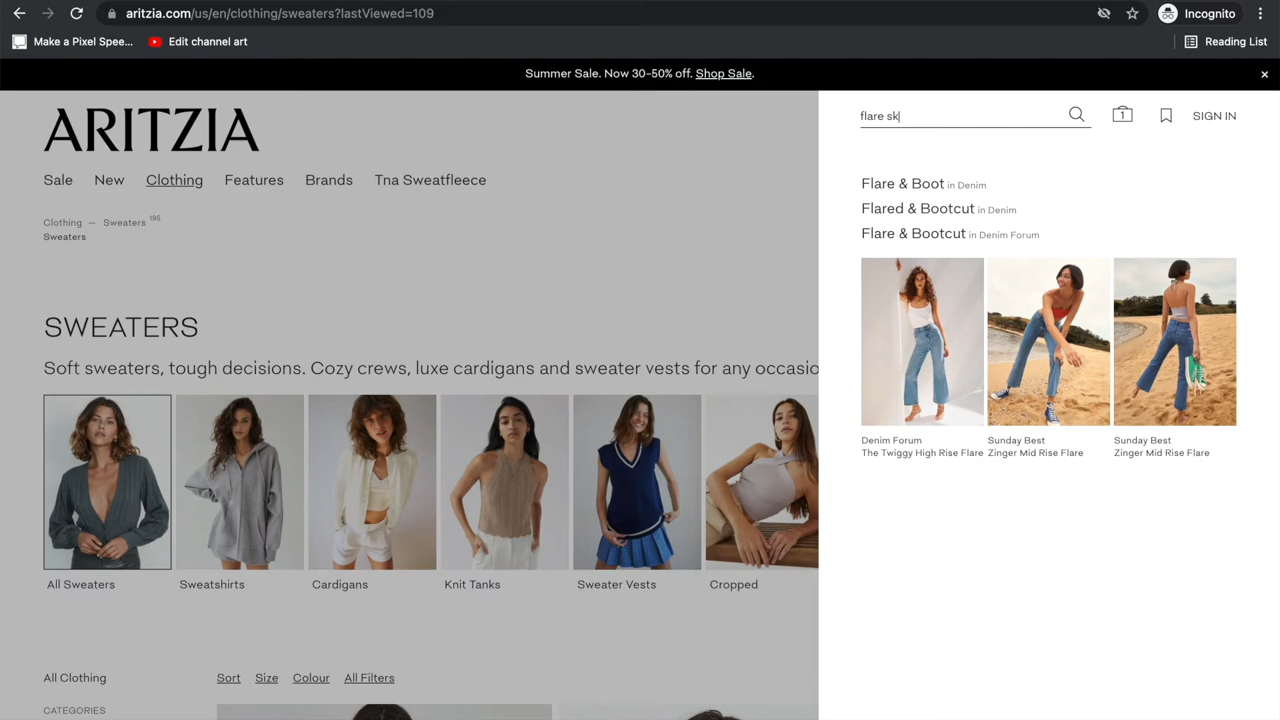 aritzia.com/us/en/clothing/sweaters?lastViewed=109
Incognito
Make a Pixel Spee...
Edit channel art
Reading List
Summer Sale. Now 30-50% off. Shop Sale.
ARITZIA
flare sk
1
SIGN IN
Sale New Clothing Features Brands Tna Sweatfleece
Clothing — Sweaters 195
Sweaters
Flare & Boot in Denim
Flared & Bootcut in Denim
Flare & Bootcut in Denim Forum
SWEATERS
Soft sweaters, tough decisions. Cozy crews, luxe cardigans and sweater vests for any occasio
Denim Forum
The Twiggy High Rise Flare
Sunday Best
Zinger Mid Rise Flare
Sunday Best
Zinger Mid Rise Flare
All Sweaters
Sweatshirts
Cardigans
Knit Tanks
Sweater Vests
Cropped
All Clothing
Sort Size Colour All Filters
CATEGORIES